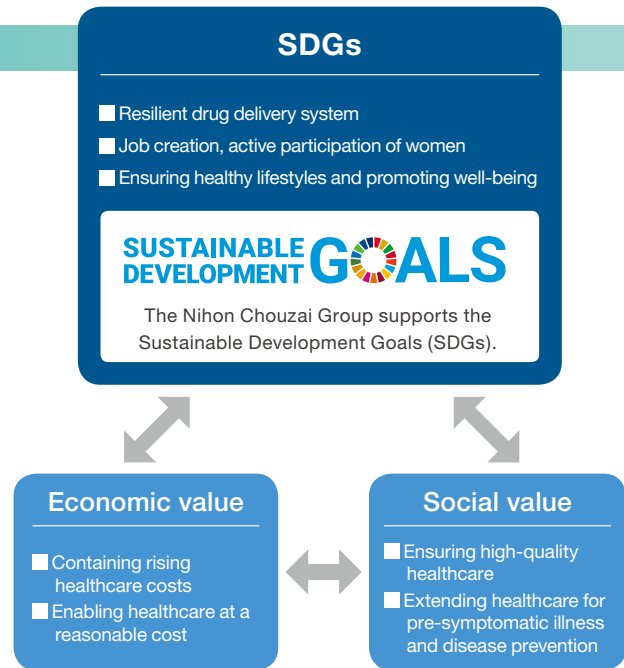 SDGs
Resilient drug delivery system
Job creation, active participation of women
Ensuring healthy lifestyles and promoting well-being
SUSTAINABLE
DEVELOPMENT
GOALS
The Nihon Chouzai Group supports the
Sustainable Development Goals (SDGs).
Economic value
Containing rising
healthcare costs
Enabling healthcare at a
reasonable cost
Social value
Ensuring high-quality
healthcare
Extending healthcare for
pre-symptomatic illness
and disease prevention